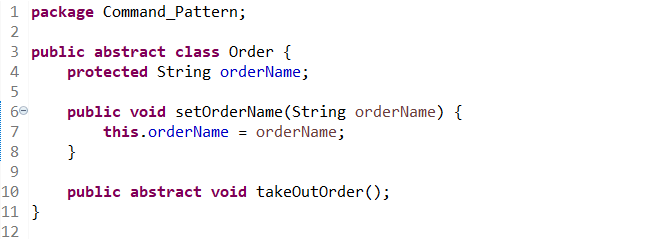 1 package Command_Pattern;
2
3 public abstract class Order {
4     protected String orderName;
5
6     public void setOrderName(String orderName) {
7         this.orderName = orderName;
8     }
9
10     public abstract void takeOutOrder();
11 }
12